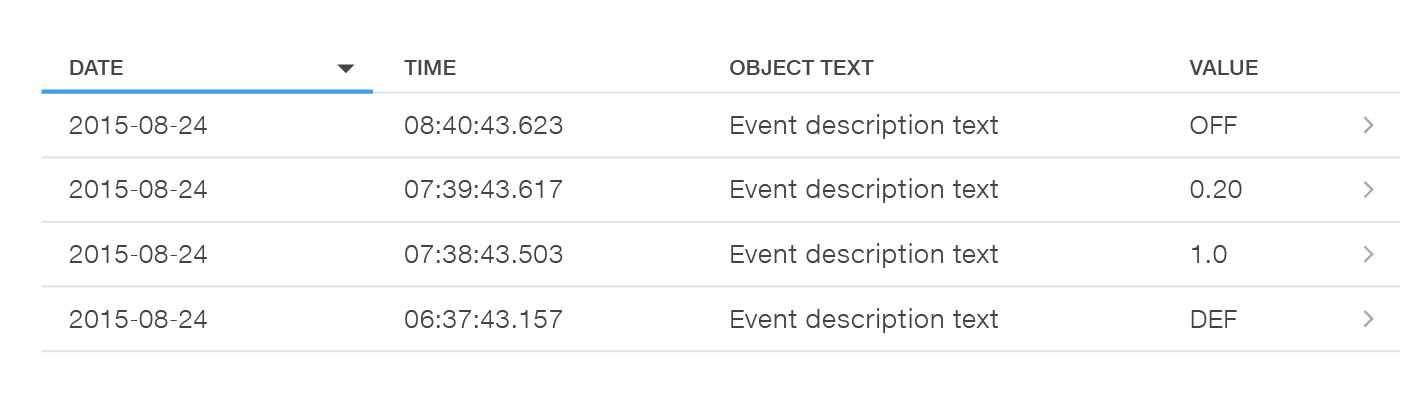 DATE TIME OBJECT TEXT VALUE
2015-08-24 08:40:43.623 Event description text OFF
2015-08-24 07:39:43.617 Event description text 0.20
2015-08-24 07:38:43.503 Event description text 1.0
2015-08-24 06:37:43.157 Event description text DEF